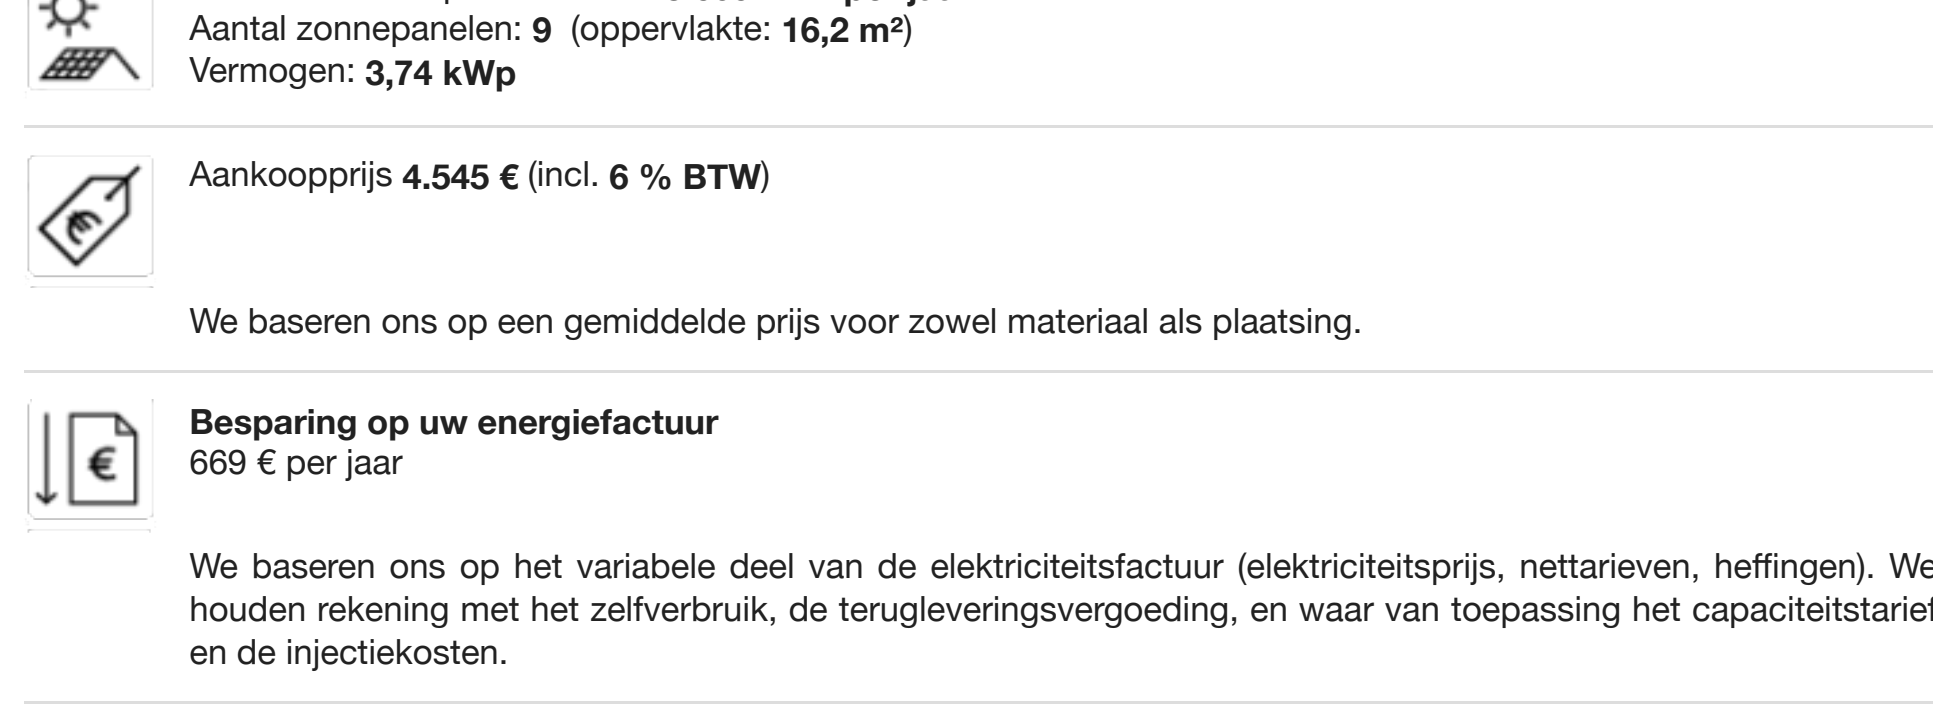 Aantal zonnepanelen: 9 (oppervlakte: 16,2 m²)
Vermogen: 3,74 kWp
Aankoopprijs 4.545 € (incl. 6 % BTW)
We baseren ons op een gemiddelde prijs voor zowel materiaal als plaatsing.
Besparing op uw energiefactuur
669 € per jaar
We baseren ons op het variabele deel van de elektriciteitsfactuur (elektriciteitsprijs, nettarieven, heffingen). We
houden rekening met het zelfverbruik, de terugleveringsvergoeding, en waar van toepassing het capaciteitstarief
en de injectiekosten.